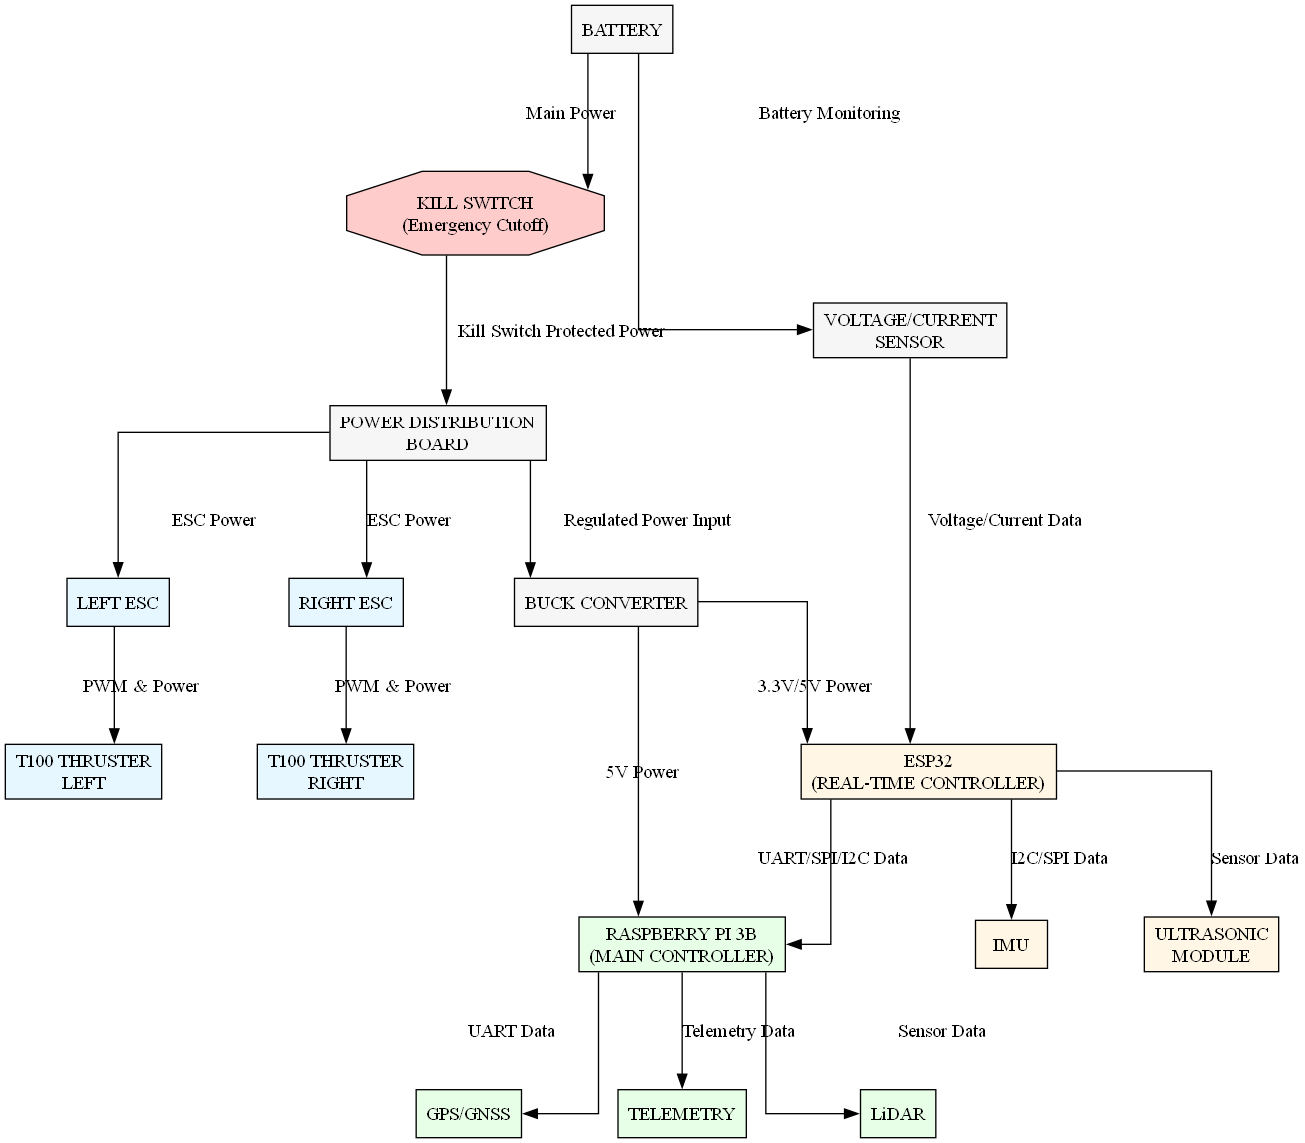 BATTERY
Main Power
Battery Monitoring
KILL SWITCH
(Emergency Cutoff)
Kill Switch Protected Power
VOLTAGE/CURRENT
SENSOR
POWER DISTRIBUTION
BOARD
ESC Power
ESC Power
Regulated Power Input
Voltage/Current Data
LEFT ESC
RIGHT ESC
BUCK CONVERTER
PWM & Power
PWM & Power
3.3V/5V Power
T100 THRUSTER
LEFT
T100 THRUSTER
RIGHT
5V Power
ESP32
(REAL-TIME CONTROLLER)
UART/SPI/I2C Data
I2C/SPI Data
Sensor Data
RASPBERRY PI 3B
(MAIN CONTROLLER)
IMU
ULTRASONIC
MODULE
UART Data
Telemetry Data
Sensor Data
GPS/GNSS
TELEMETRY
LiDAR